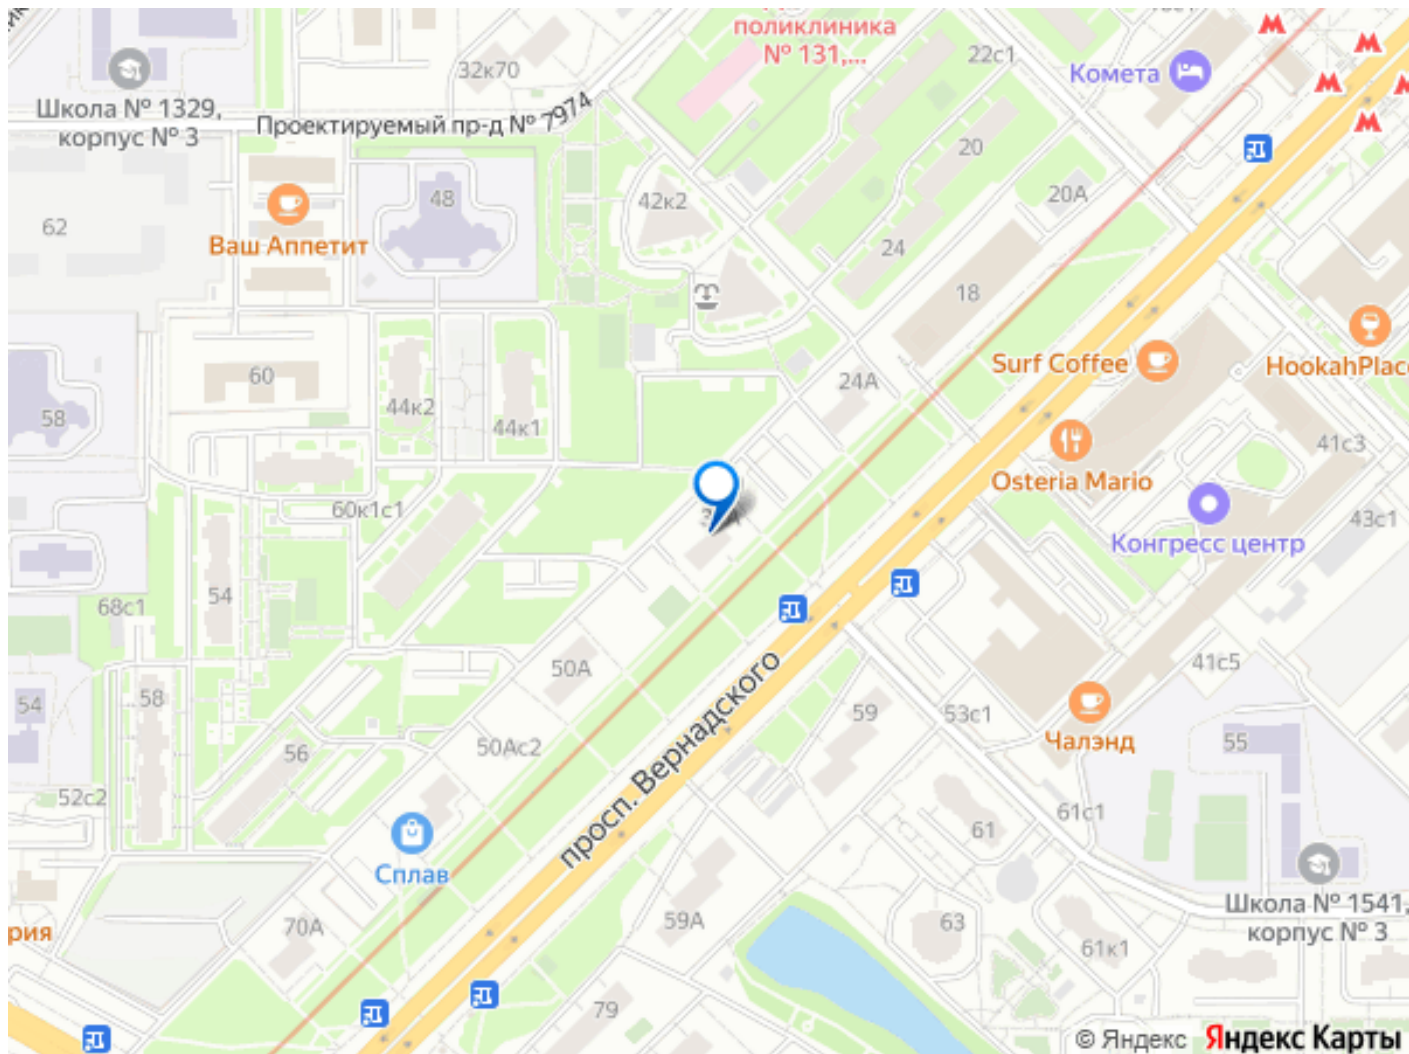 поликлиника
№ 131,...
22с1
Комета
32к70
Школа № 1329,
корпус № 3
Проектируемый пр-д № 7974
20
20А
48
42к2
62
Ваш Аппетит
24
18
Surf Coffee
HookahPlace
60
24А
44к2
44к1
58
41с3
Osteria Mario
60к1с1
43с1
Конгресс центр
54
68с1
50А
41с5
54
58
59
53с1
просп. Вернадского
Чалэнд
55
50Ас2
56
52с2
61с1
61
Сплав
Школа № 1541,
корпус № 3
70А
59А
63
61к1
рия
79
© Яндекс Яндекс Карты